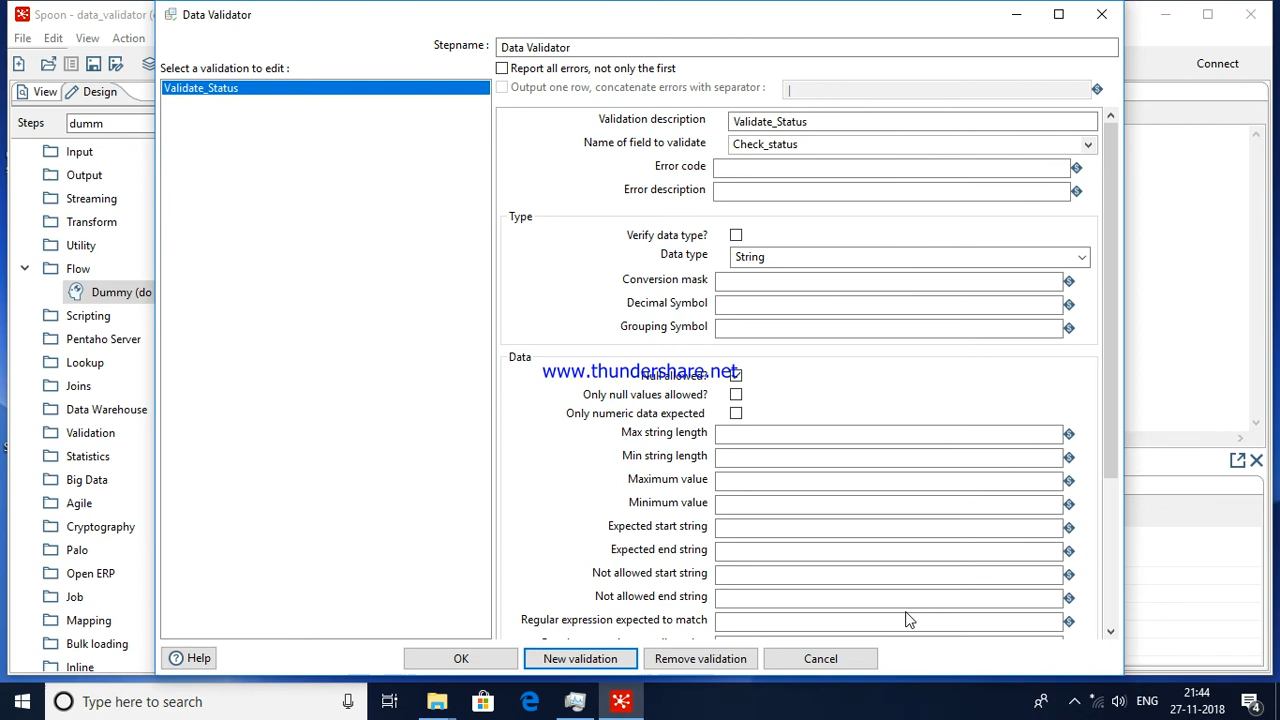 Spoon - data_validator (
Data Validator
File Edit View Action
Connect
View Design
Steps dumm
Input
Output
Streaming
Transform
Utility
Flow
Dummy (do
Scripting
Pentaho Server
Lookup
Joins
Data Warehouse
Validation
Statistics
Big Data
Agile
Cryptography
Palo
Open ERP
Job
Mapping
Bulk loading
Inline
Stepname : Data Validator
Select a validation to edit :
Validate_Status
Report all errors, not only the first
Output one row, concatenate errors with separator :
Validation description Validate_Status
Name of field to validate Check_status
Error code
Error description
Type
Verify data type?
Data type String
Conversion mask
Decimal Symbol
Grouping Symbol
Data
www.thundershare.net
Null allowed?
Only null values allowed?
Only numeric data expected
Max string length
Min string length
Maximum value
Minimum value
Expected start string
Expected end string
Not allowed start string
Not allowed end string
Regular expression expected to match
Help OK New validation Remove validation Cancel
Type here to search
ENG
21:44
27-11-2018
4